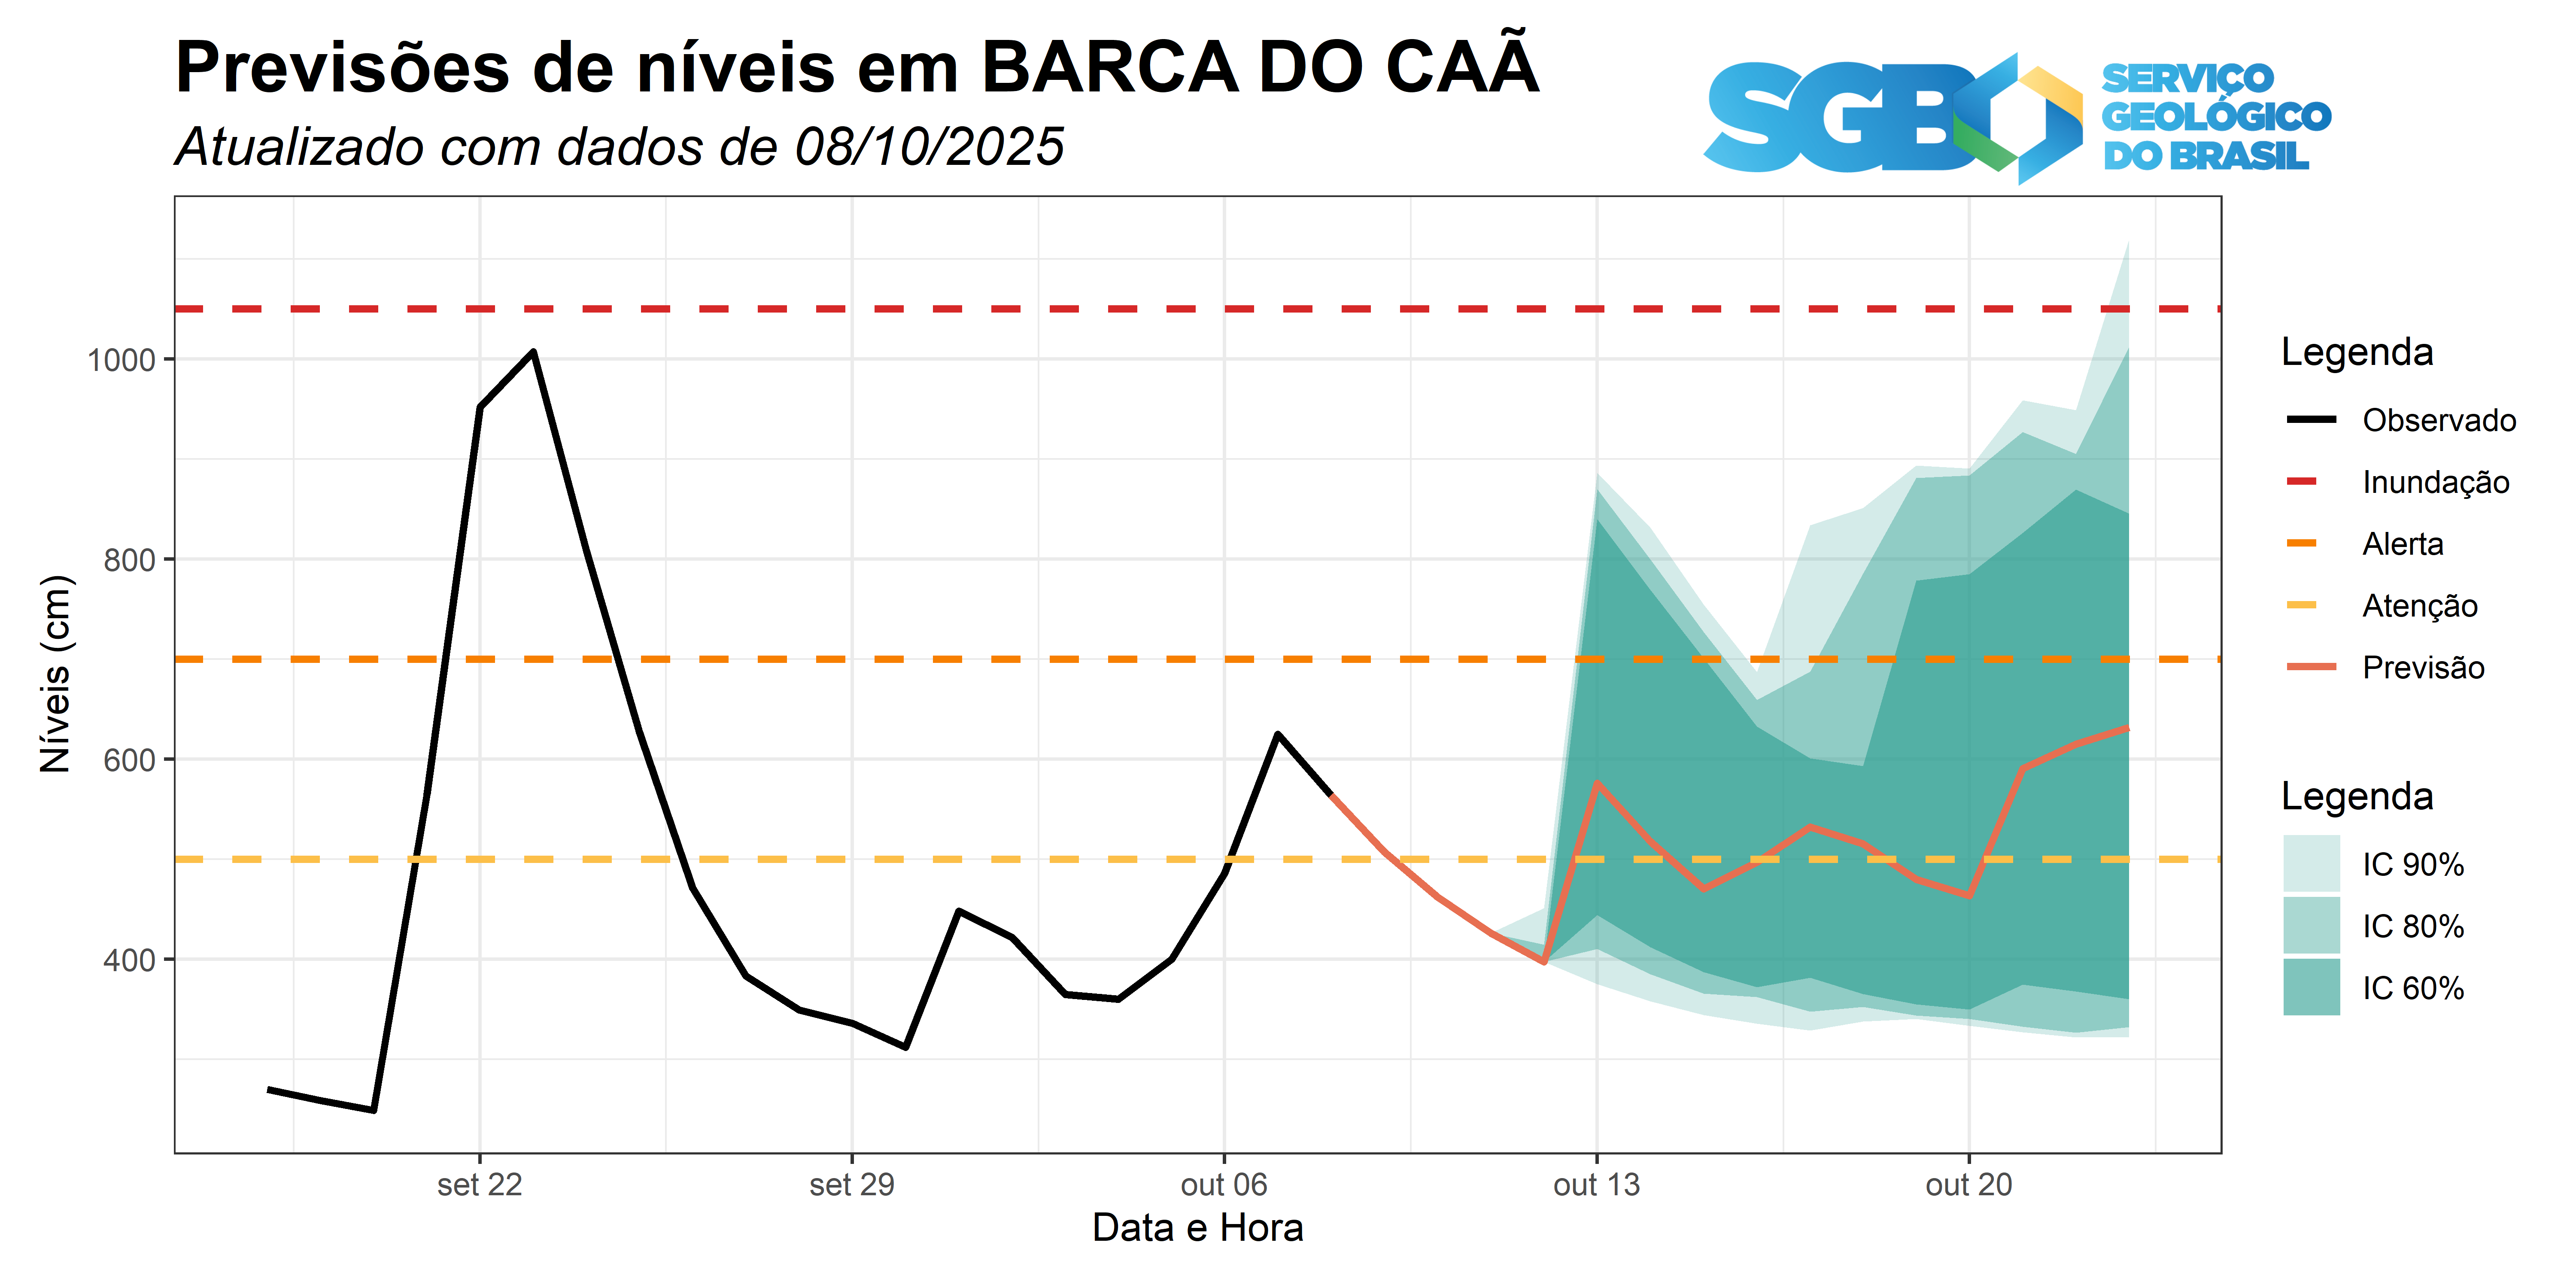 Previsões de níveis em BARCA DO CAÃ
Atualizado com dados de 08/10/2025
SGB
SERVIÇO
GEOLÓGICO
DO BRASIL
Níveis (cm)
1000
800
600
400
set 22
set 29
out 06
out 13
out 20
Data e Hora
Legenda
Observado
Inundação
Alerta
Atenção
Previsão
Legenda
IC 90%
IC 80%
IC 60%